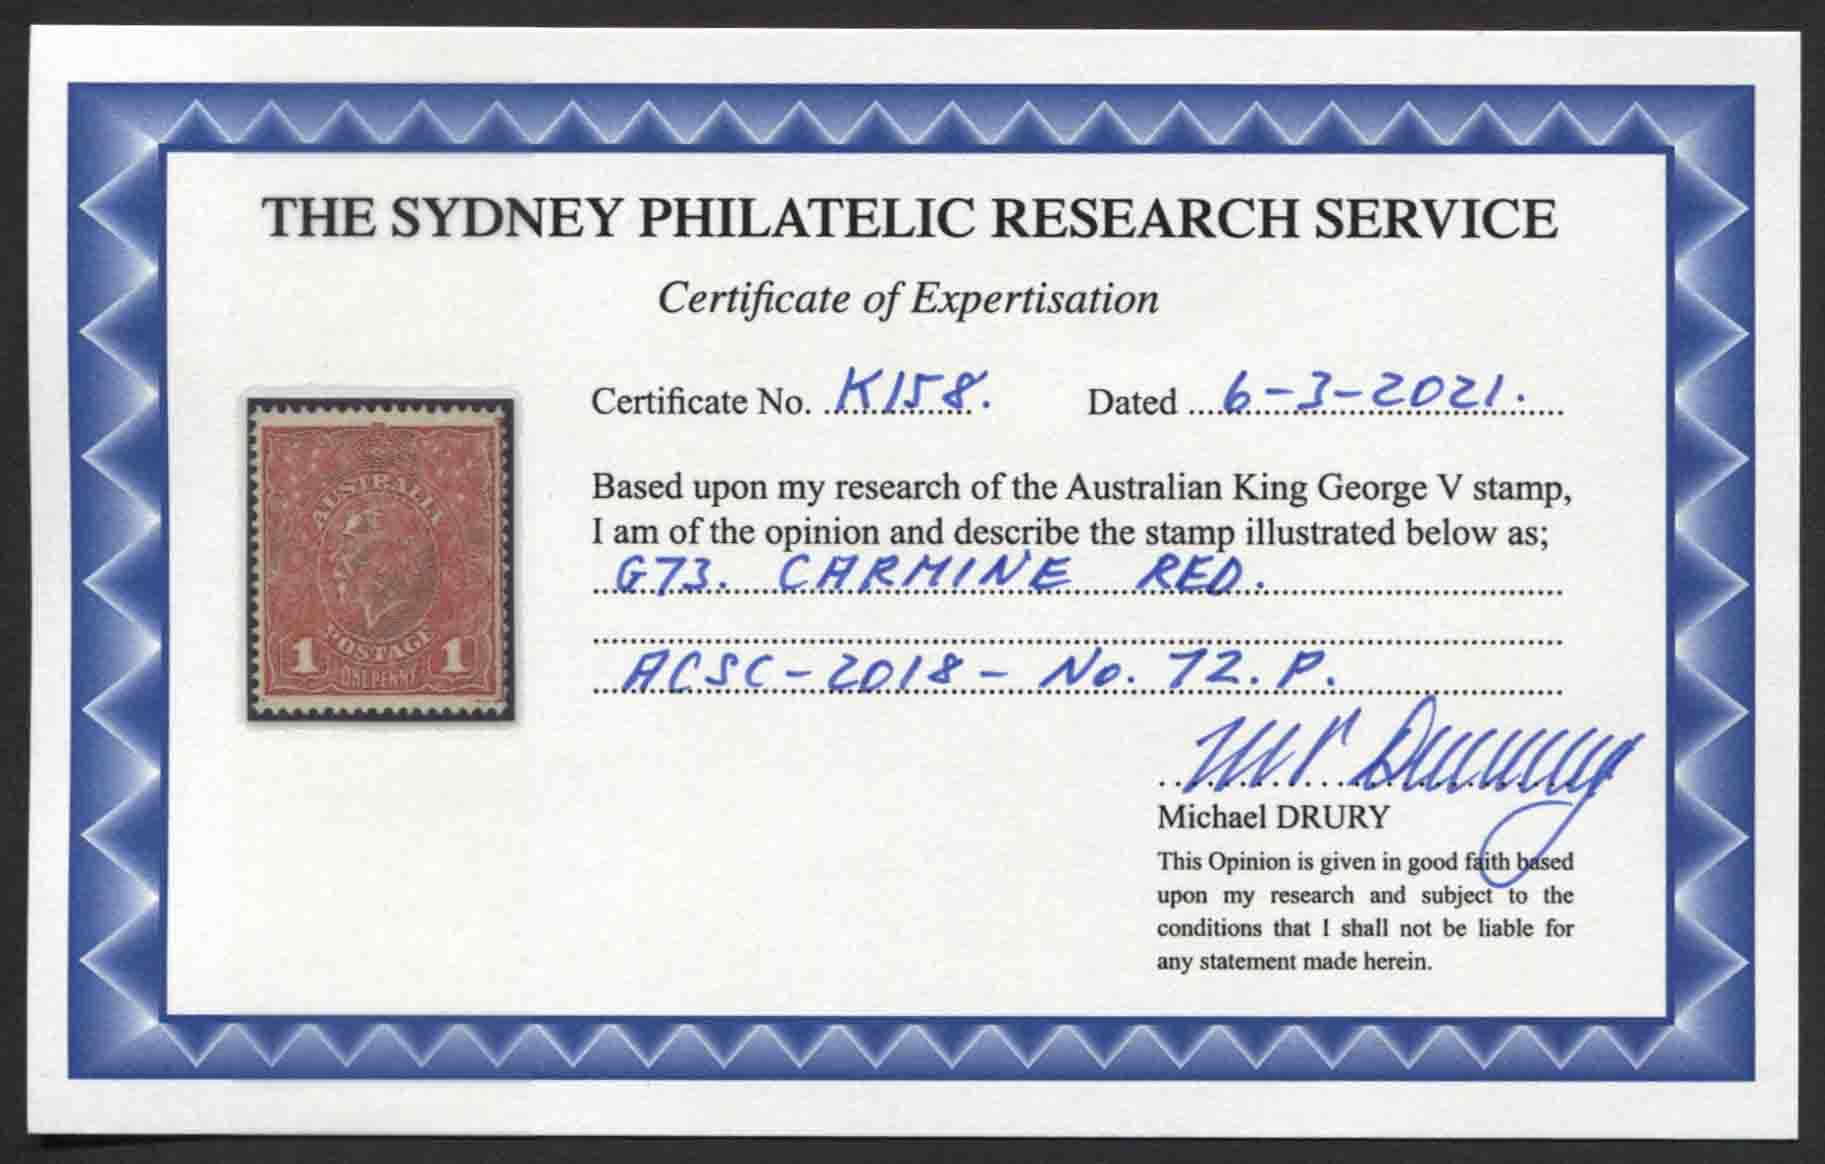 THE SYDNEY PHILATELIC RESEARCH SERVICE
Certificate of Expertisation
Certificate No. K158. Dated 6-3-2021.
Based upon my research of the Australian King George V stamp,
I am of the opinion and describe the stamp illustrated below as;
G73. CARMINE RED.
ACSC-2018-No. 72.P.
AUSTRALIA
POSTAGE
1 1
ONE PENNY
M P Drury
Michael DRURY
This Opinion is given in good faith based
upon my research and subject to the
conditions that I shall not be liable for
any statement made herein.